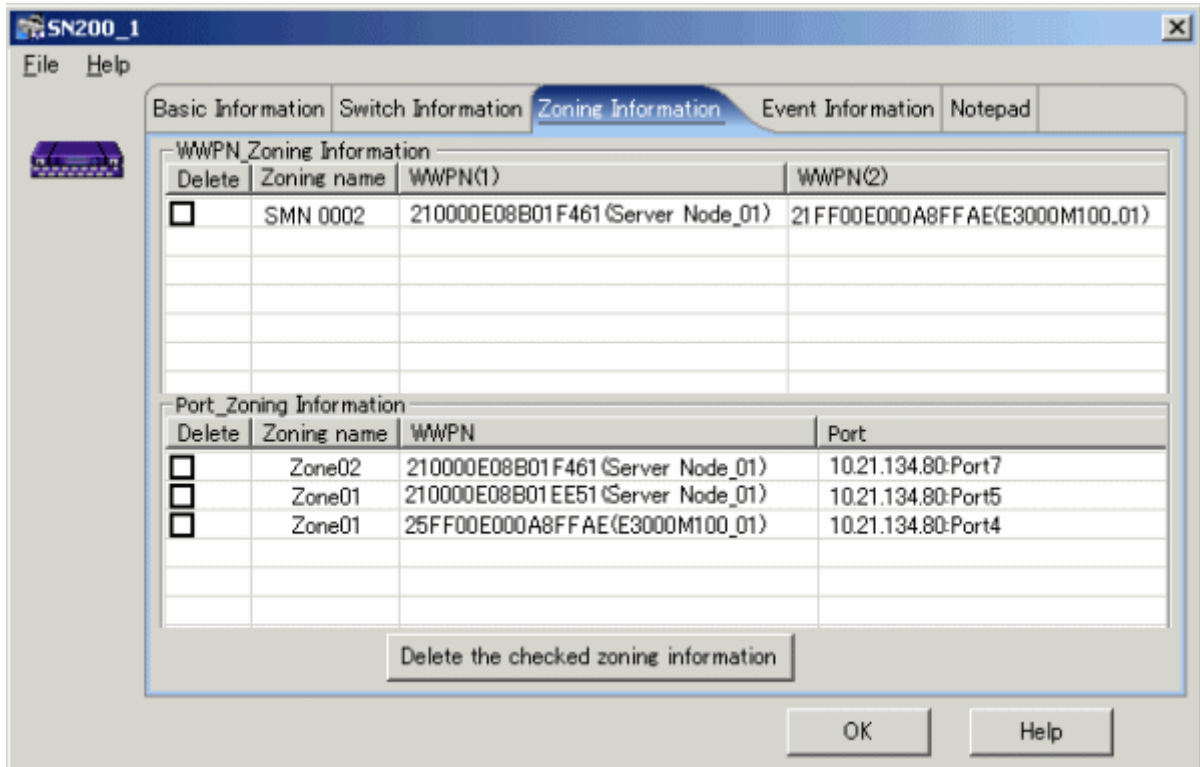 SN200_1
File Help
Basic Information Switch Information Zoning Information Event Information Notepad
WWPN_Zoning Information
Delete Zoning name WWPN(1) WWPN(2)
SMN 0002 210000E08B01F461(Server Node_01) 21FF00E000A8FFAE(E3000M100_01)
Port_Zoning Information
Delete Zoning name WWPN Port
Zone02 210000E08B01F461(Server Node_01) 10.21.134.80:Port7
Zone01 210000E08B01EE51(Server Node_01) 10.21.134.80:Port5
Zone01 25FF00E000A8FFAE(E3000M100_01) 10.21.134.80:Port4
Delete the checked zoning information
OK Help